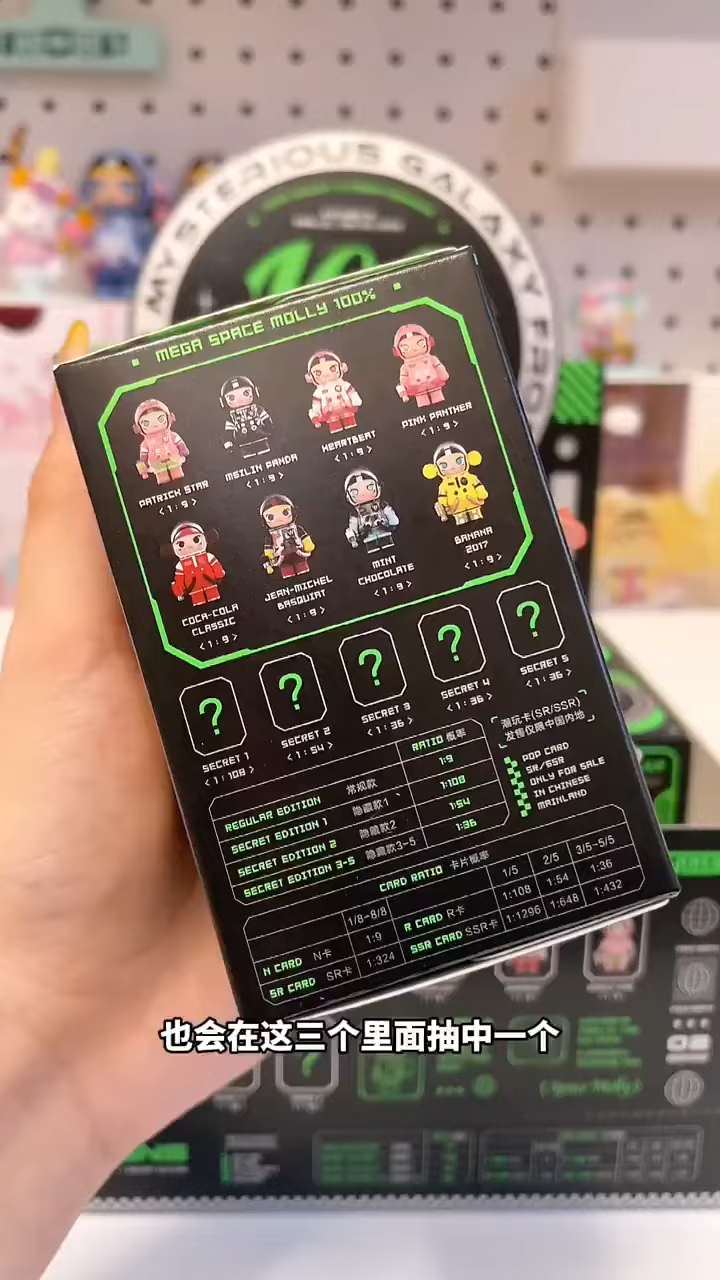 MYSTERIOUS GALAXY FRO
100
MEGA SPACE MOLLY 100%
PATRICK STAR
<1:9>
MEILIN PANDA
<1:9>
HEARTBEAT
<1:9>
PINK PANTHER
<1:9>
COCA-COLA
CLASSIC
<1:9>
JEAN-MICHEL
BASQUIAT
<1:9>
MINT
CHOCOLATE
<1:9>
BANANA
2017
<1:9>
?
?
?
?
?
SECRET 1
<1:108>
SECRET 2
<1:54>
SECRET 3
<1:36>
SECRET 4
<1:36>
SECRET 5
<1:36>
RATIO 概率
REGULAR EDITION 常规款 1:9
SECRET EDITION 1 隐藏款1 1:108
SECRET EDITION 2 隐藏款2 1:54
SECRET EDITION 3-5 隐藏款3-5 1:36
潮玩卡(SR/SSR)
发售仅限中国内地
POP CARD
SR/SSR
ONLY FOR SALE
IN CHINESE
MAINLAND
CARD RATIO 卡片概率
1/8-8/8 1/5 2/5 3/5-5/5
N CARD N卡 1:9 R CARD R卡 1:108 1:54 1:36
SR CARD SR卡 1:324 SSR CARD SSR卡 1:1296 1:648 1:432
也会在这三个里面抽中一个